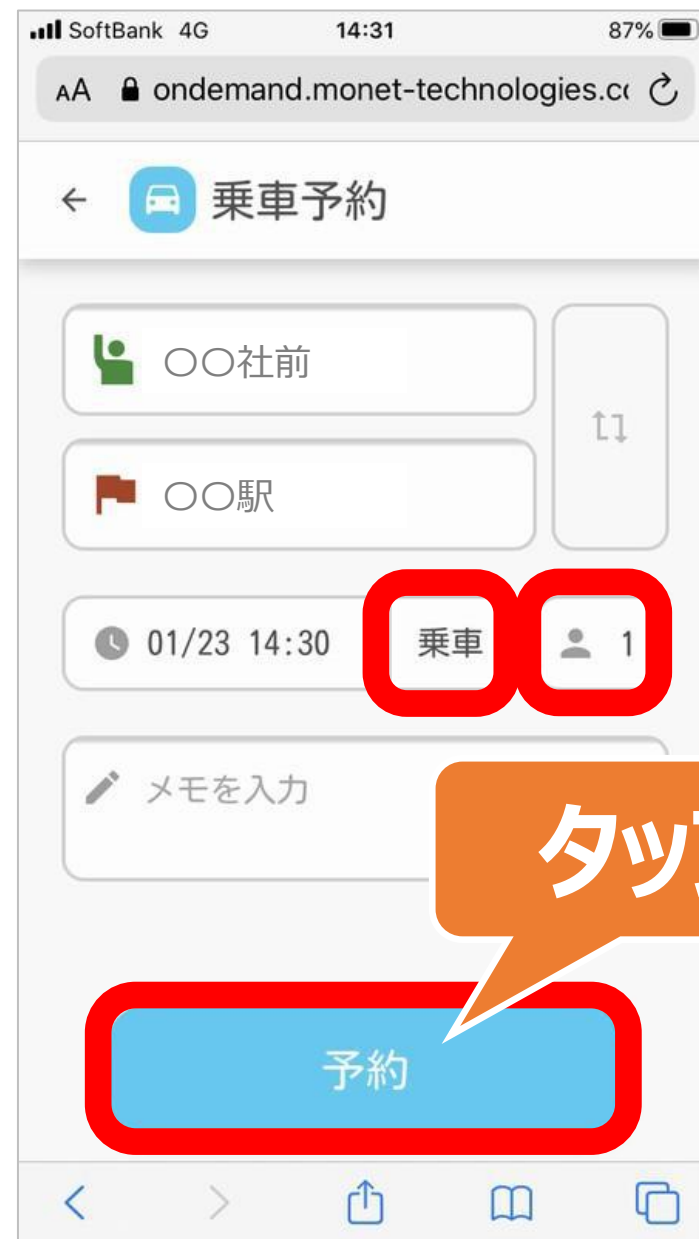 SoftBank 4G 14:31 87%
AA ondemand.monet-technologies.c
乗車予約
〇〇社前
〇〇駅
01/23 14:30 乗車 1
メモを入力
タッ
予約